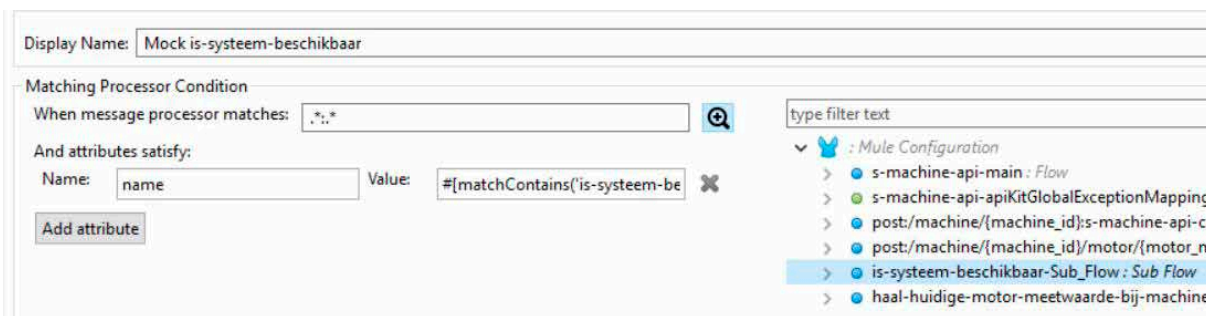 Display Name: Mock is-systeem-beschikbaar
Matching Processor Condition
When message processor matches: .*:.*
And attributes satisfy:
Name: name Value: #[matchContains('is-systeem-be
Add attribute
type filter text
: Mule Configuration
s-machine-api-main : Flow
s-machine-api-apiKitGlobalExceptionMapping
post:/machine/{machine_id}:s-machine-api-c
post:/machine/{machine_id}/motor/{motor_n
is-systeem-beschikbaar-Sub_Flow : Sub Flow
haal-huidige-motor-meetwaarde-bij-machine